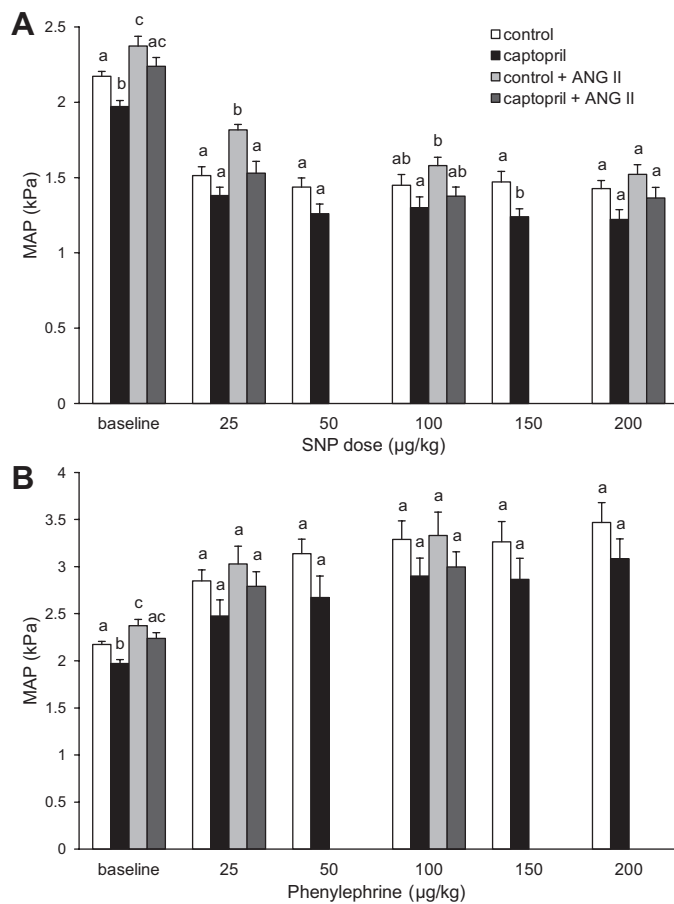 A
control
captopril
control + ANG II
captopril + ANG II
MAP (kPa)
2.5
2
1.5
1
0.5
0
a b c ac
a a b a
a a
ab a b ab
a b
a a a a
baseline 25 50 100 150 200
SNP dose (µg/kg)
B
MAP (kPa)
4
3.5
3
2.5
2
1.5
1
0.5
0
a b c ac
a a a a
a a
a a a a
a a
a a
baseline 25 50 100 150 200
Phenylephrine (µg/kg)